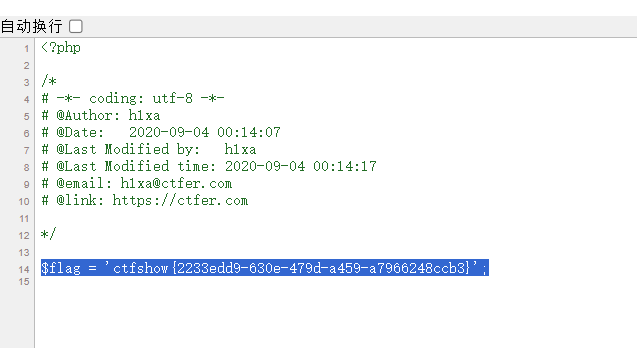 自动换行
1 <?php
2
3 /*
4 # -*- coding: utf-8 -*-
5 # @Author: h1xa
6 # @Date:   2020-09-04 00:14:07
7 # @Last Modified by:   h1xa
8 # @Last Modified time: 2020-09-04 00:14:17
9 # @email: h1xa@ctfer.com
10 # @link: https://ctfer.com
11
12 */
13
14 $flag = 'ctfshow{2233edd9-630e-479d-a459-a7966248ccb3}';
15